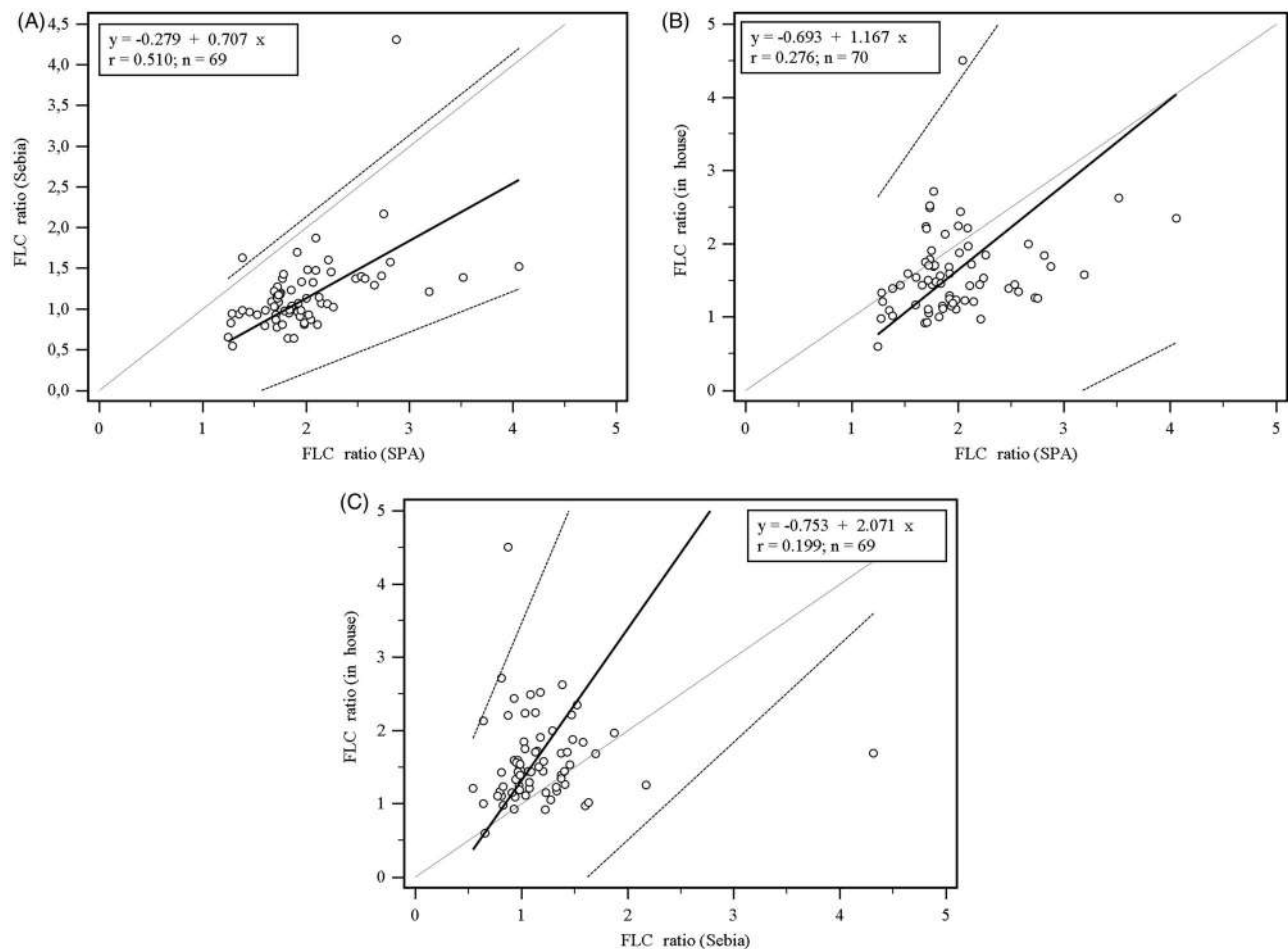 (A)
y = -0.279 + 0.707 x
r = 0.510; n = 69
4,5
4,0
3,5
3,0
2,5
2,0
1,5
1,0
0,5
0,0
FLC ratio (Sebia)
0 1 2 3 4 5
FLC ratio (SPA)
(B)
y = -0.693 + 1.167 x
r = 0.276; n = 70
5
4
3
2
1
0
FLC ratio (in house)
0 1 2 3 4 5
FLC ratio (SPA)
(C)
y = -0.753 + 2.071 x
r = 0.199; n = 69
5
4
3
2
1
0
FLC ratio (in house)
0 1 2 3 4 5
FLC ratio (Sebia)